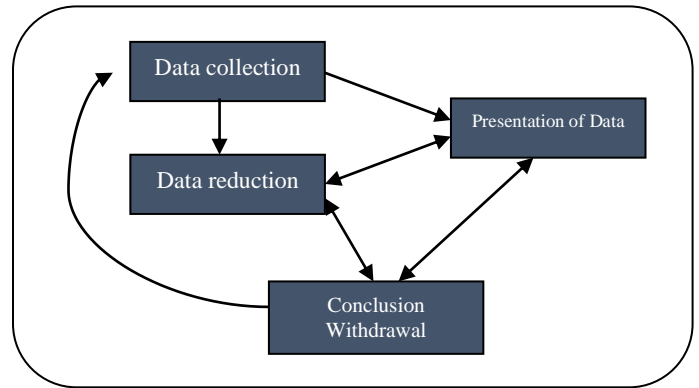 Data collection
Presentation of Data
Data reduction
Conclusion
Withdrawal